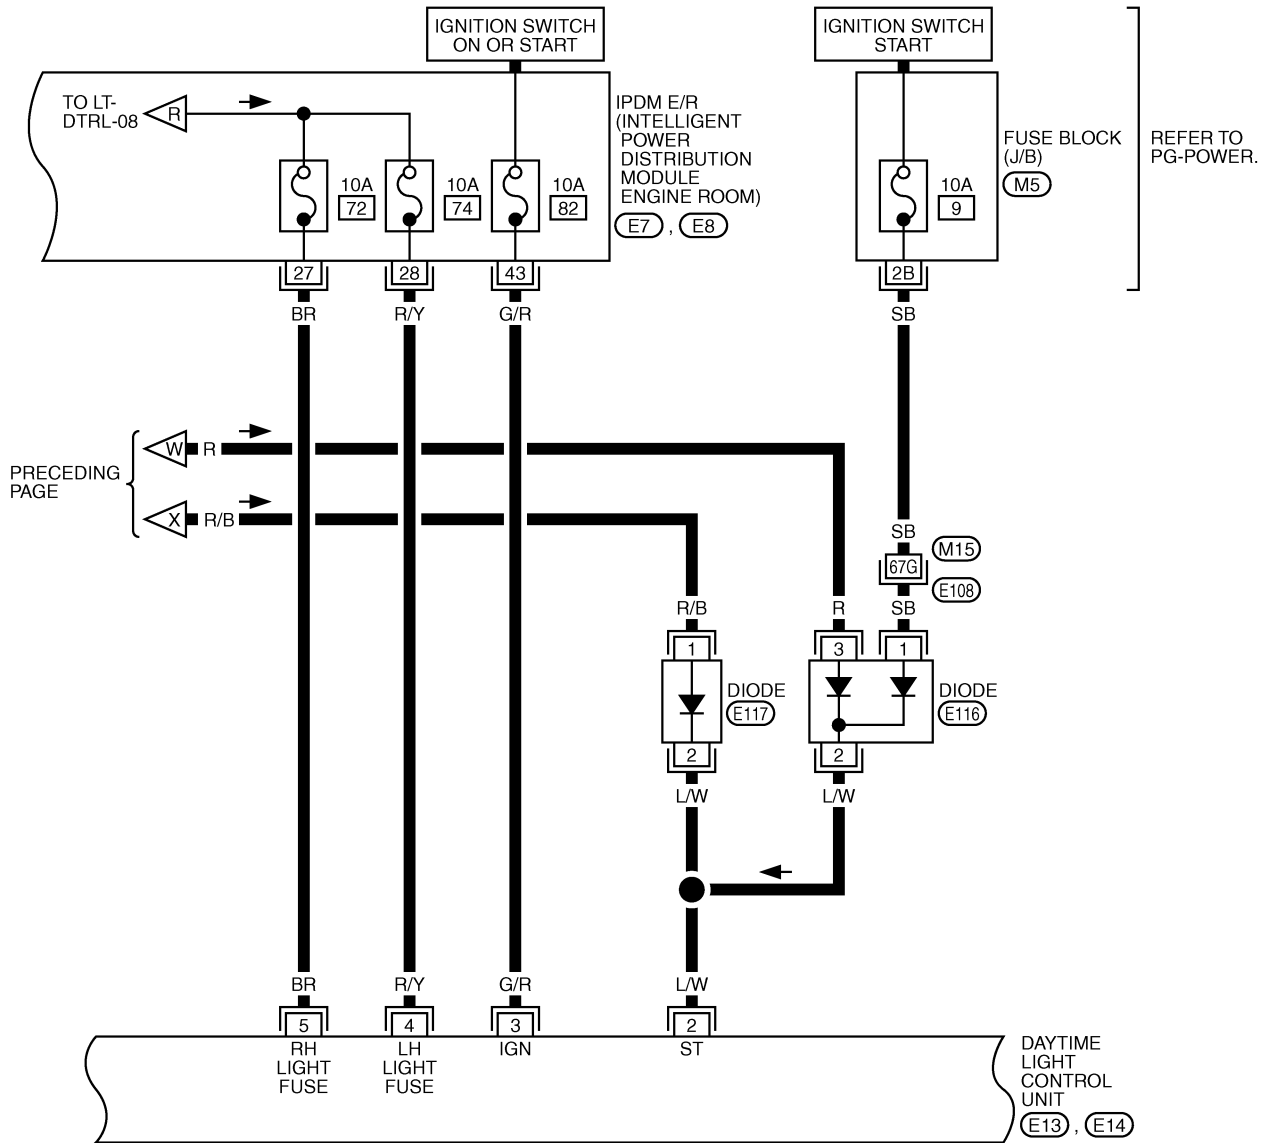 IGNITION SWITCH
ON OR START
IGNITION SWITCH
START
TO LT-
DTRL-08
R
IPDM E/R
(INTELLIGENT
POWER
DISTRIBUTION
MODULE
ENGINE ROOM)
E7 , E8
10A
72
10A
74
10A
82
10A
9
FUSE BLOCK
(J/B)
M5
REFER TO
PG-POWER.
27
28
43
2B
BR
R/Y
G/R
SB
PRECEDING
PAGE
W
R
X
R/B
SB
67G
M15
E108
R/B
R
SB
1
3
1
DIODE
E117
DIODE
E116
2
2
L/W
L/W
BR
R/Y
G/R
L/W
5
4
3
2
RH
LIGHT
FUSE
LH
LIGHT
FUSE
IGN
ST
DAYTIME
LIGHT
CONTROL
UNIT
E13 , E14